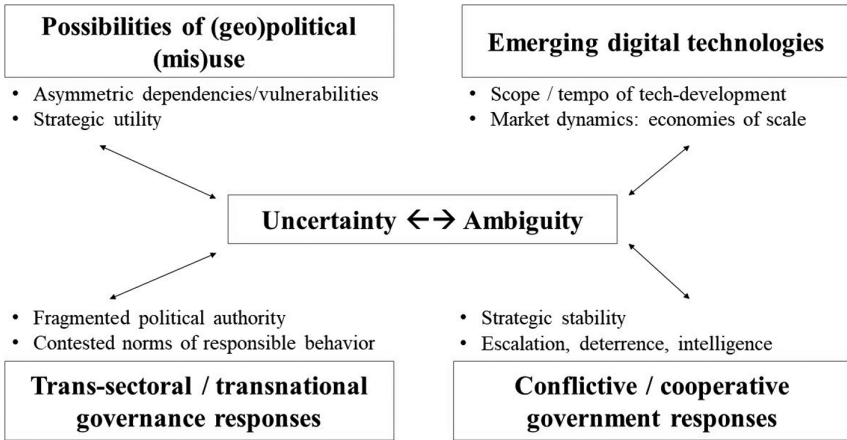 Possibilities of (geo)political
(mis)use
• Asymmetric dependencies/vulnerabilities
• Strategic utility
Emerging digital technologies
• Scope / tempo of tech-development
• Market dynamics: economies of scale
Uncertainty ←→ Ambiguity
• Fragmented political authority
• Contested norms of responsible behavior
Trans-sectoral / transnational
governance responses
• Strategic stability
• Escalation, deterrence, intelligence
Conflictive / cooperative
government responses